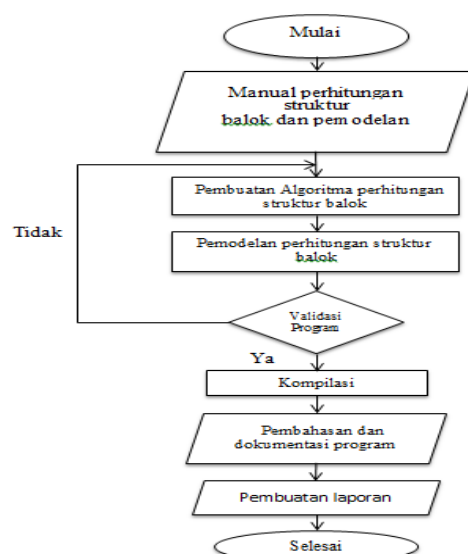 Mulai
Manual perhitungan
struktur
balok dan pemodelan
Pembuatan Algoritma perhitungan
struktur balok
Tidak
Pemodelan perhitungan struktur
balok
Validasi
Program
Ya
Kompilasi
Pembahasan dan
dokumentasi program
Pembuatan laporan
Selesai